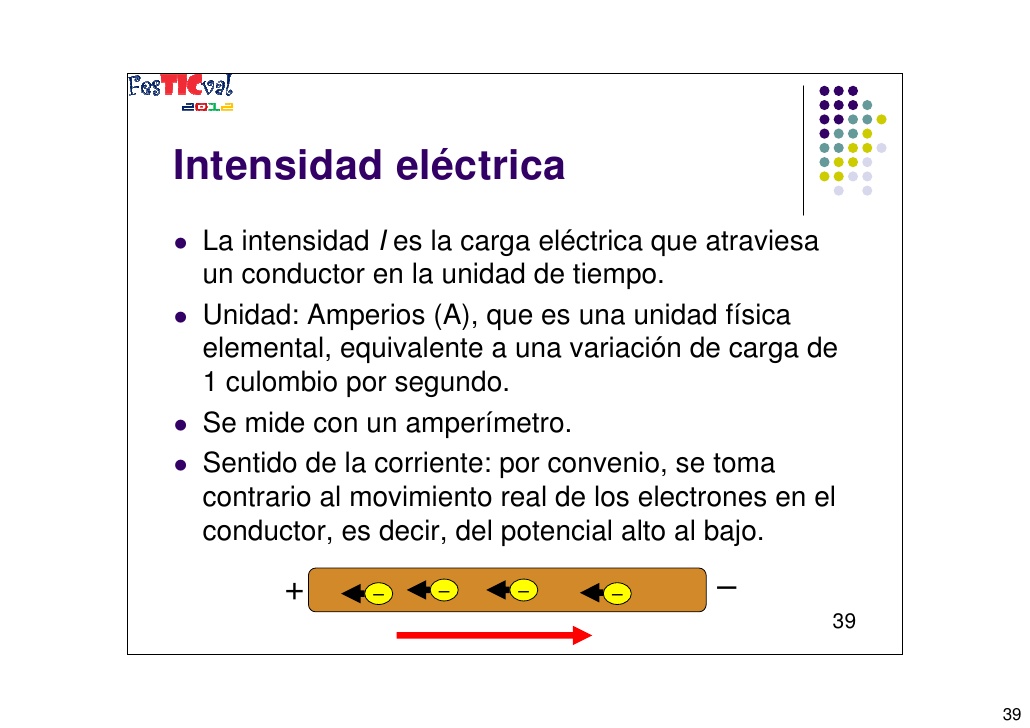 FesTICval
2012
Intensidad eléctrica
● La intensidad I es la carga eléctrica que atraviesa
un conductor en la unidad de tiempo.
● Unidad: Amperios (A), que es una unidad física
elemental, equivalente a una variación de carga de
1 culombio por segundo.
● Se mide con un amperímetro.
● Sentido de la corriente: por convenio, se toma
contrario al movimiento real de los electrones en el
conductor, es decir, del potencial alto al bajo.
+ − − − − −
39
39